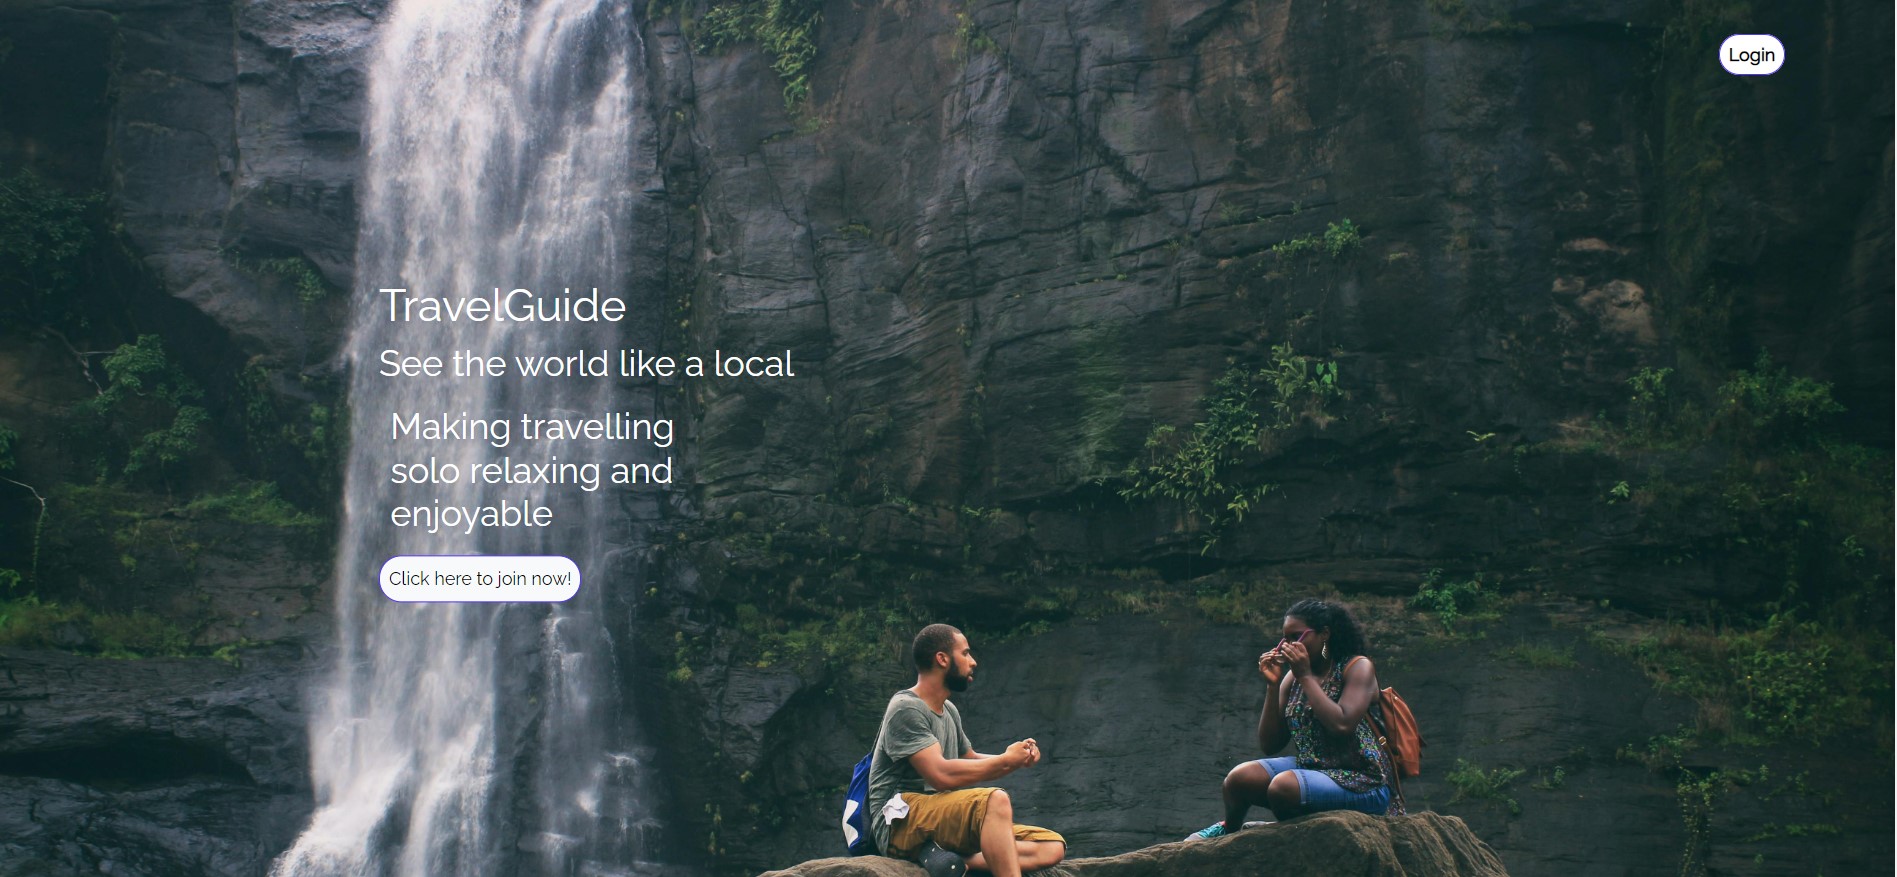 Login
TravelGuide
See the world like a local
Making travelling
solo relaxing and
enjoyable
Click here to join now!